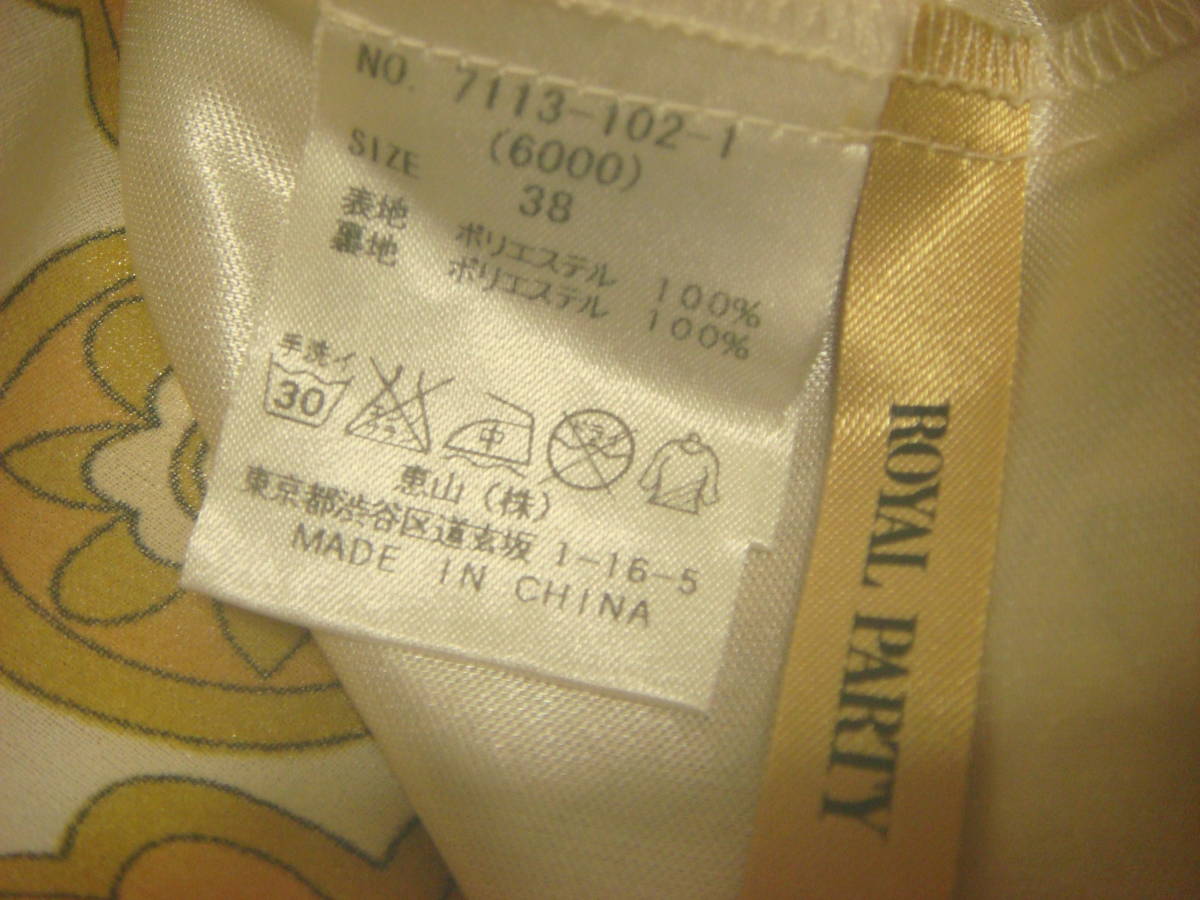 NO. 7113-102-1
(6000)
SIZE 38
表地 ポリエステル 100%
裏地 ポリエステル 100%
手洗イ
30
中
恵山(株)
東京都渋谷区道玄坂 1-16-5
MADE IN CHINA
ROYAL PARTY